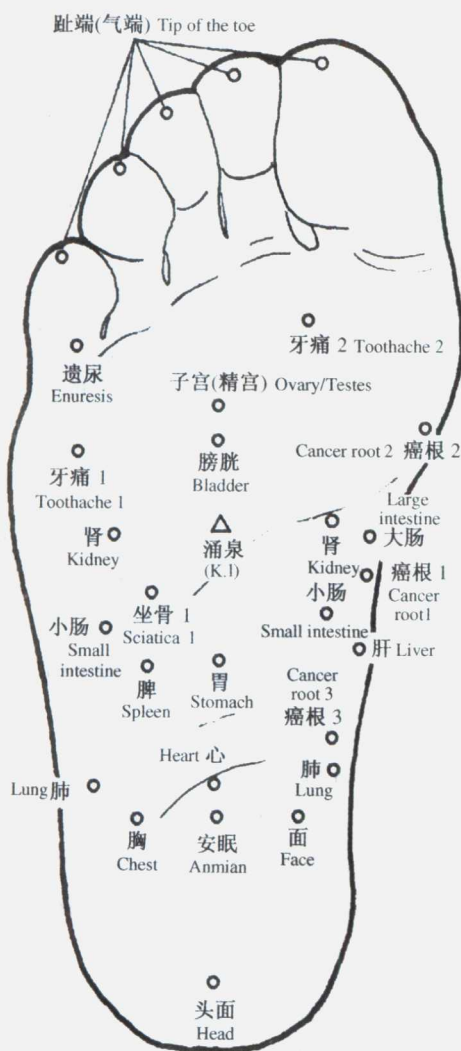 趾端(气端) Tip of the toe
牙痛 2 Toothache 2
遗尿
Enuresis
子宫(精宫) Ovary/Testes
膀胱
Bladder
Cancer root 2 癌根 2
牙痛 1
Toothache 1
Large
intestine
大肠
肾
Kidney
涌泉
(K.1)
肾
Kidney
癌根 1
Cancer
root1
坐骨 1
Sciatica 1
小肠
Small intestine
小肠
Small
intestine
肝 Liver
脾
Spleen
胃
Stomach
Cancer
root 3
癌根 3
Heart 心
Lung 肺
肺
Lung
胸
Chest
安眠
Anmian
面
Face
头面
Head